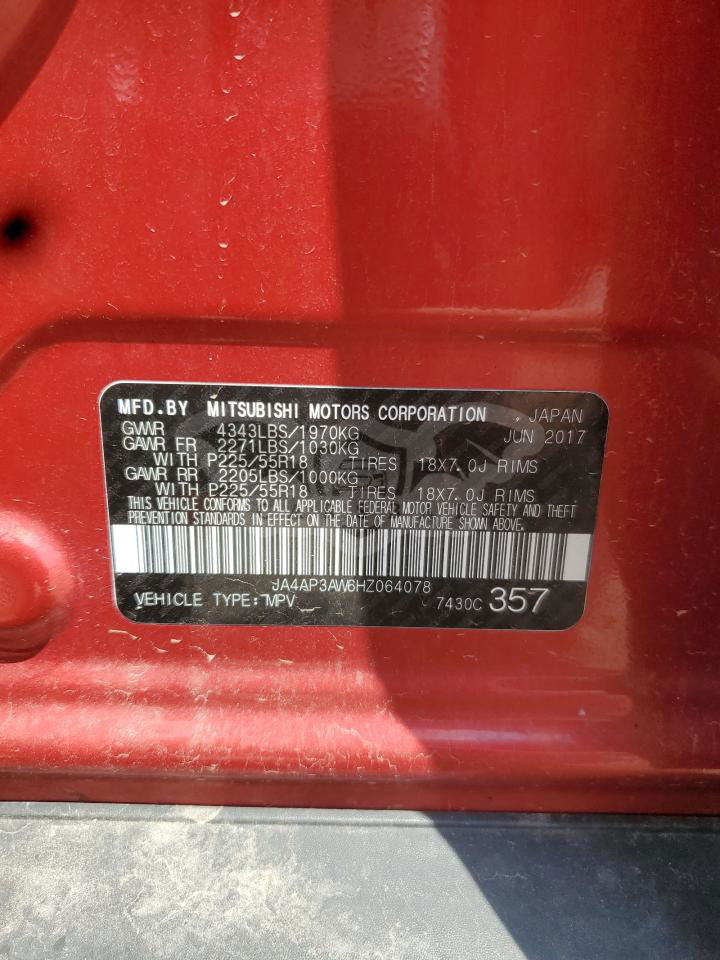 MFD.BY MITSUBISHI MOTORS CORPORATION . JAPAN
GVWR 4343LBS/1970KG JUN 2017
GAWR FR 2271LBS/1030KG
WITH P225/55R18 TIRES 18X7.0J RIMS
GAWR RR 2205LBS/1000KG
WITH P225/55R18 TIRES 18X7.0J RIMS
THIS VEHICLE CONFORMS TO ALL APPLICABLE FEDERAL MOTOR VEHICLE SAFETY AND THEFT
PREVENTION STANDARDS IN EFFECT ON THE DATE OF MANUFACTURE SHOWN ABOVE.
JA4AP3AW6HZ064078
VEHICLE TYPE: MPV 7430C 357